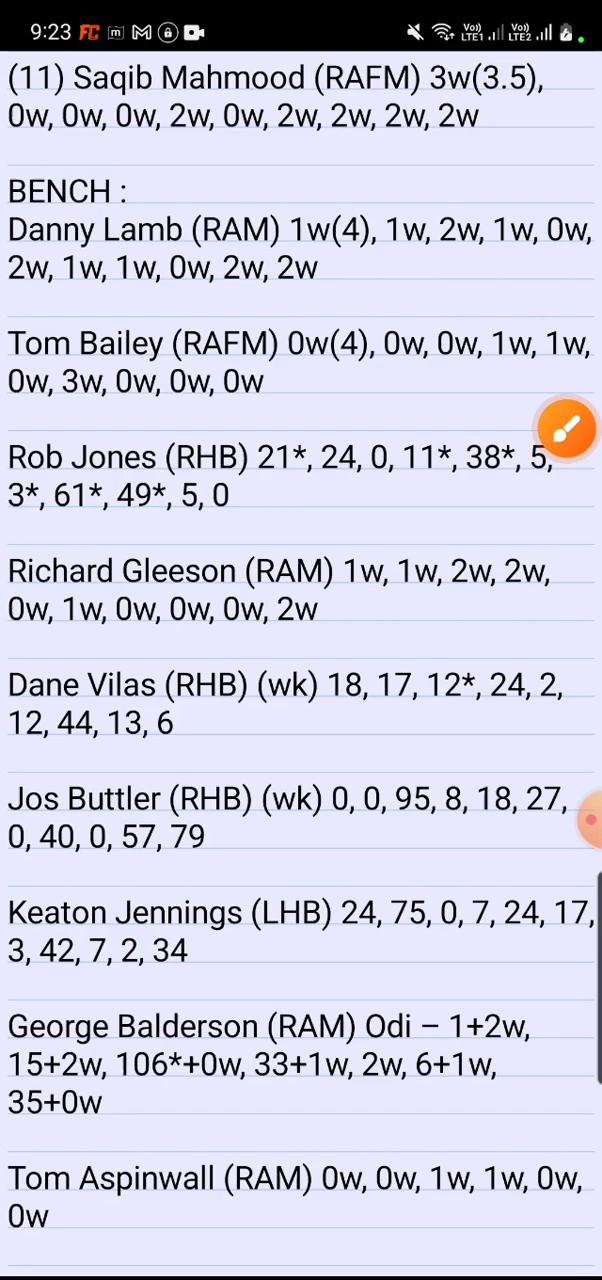 9:23 FC m M Vo)) LTE1 Vo)) LTE2
(11) Saqib Mahmood (RAFM) 3w(3.5),
0w, 0w, 0w, 2w, 0w, 2w, 2w, 2w, 2w
BENCH :
Danny Lamb (RAM) 1w(4), 1w, 2w, 1w, 0w,
2w, 1w, 1w, 0w, 2w, 2w
Tom Bailey (RAFM) 0w(4), 0w, 0w, 1w, 1w,
0w, 3w, 0w, 0w, 0w
Rob Jones (RHB) 21*, 24, 0, 11*, 38*, 5,
3*, 61*, 49*, 5, 0
Richard Gleeson (RAM) 1w, 1w, 2w, 2w,
0w, 1w, 0w, 0w, 0w, 2w
Dane Vilas (RHB) (wk) 18, 17, 12*, 24, 2,
12, 44, 13, 6
Jos Buttler (RHB) (wk) 0, 0, 95, 8, 18, 27,
0, 40, 0, 57, 79
Keaton Jennings (LHB) 24, 75, 0, 7, 24, 17,
3, 42, 7, 2, 34
George Balderson (RAM) Odi – 1+2w,
15+2w, 106*+0w, 33+1w, 2w, 6+1w,
35+0w
Tom Aspinwall (RAM) 0w, 0w, 1w, 1w, 0w,
0w